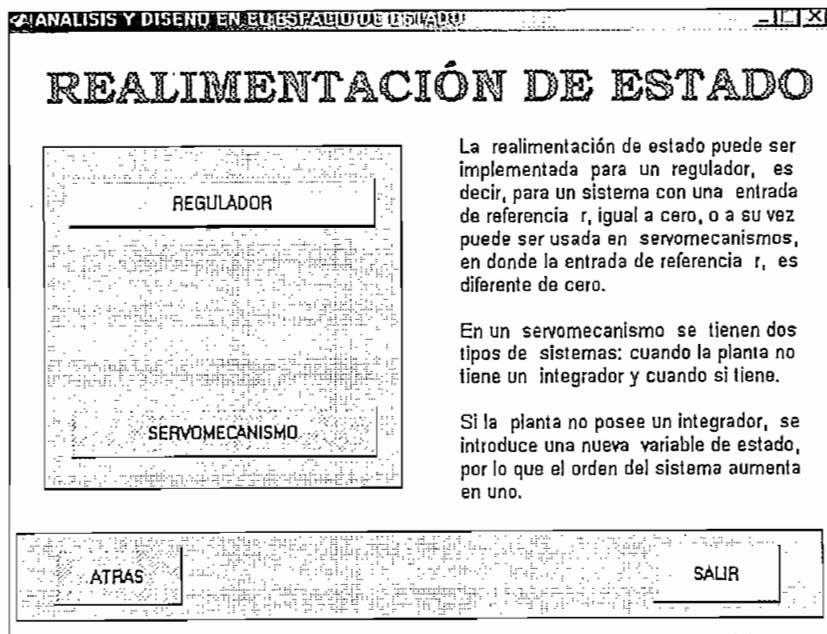 ANALISIS Y DISEÑO EN EL ESPACIO DE ESTADO
REALIMENTACIÓN DE ESTADO
REGULADOR
SERVOMECANISMO
La realimentación de estado puede ser
implementada para un regulador, es
decir, para un sistema con una entrada
de referencia r, igual a cero, o a su vez
puede ser usada en servomecanismos,
en donde la entrada de referencia r, es
diferente de cero.
En un servomecanismo se tienen dos
tipos de sistemas: cuando la planta no
tiene un integrador y cuando si tiene.
Si la planta no posee un integrador, se
introduce una nueva variable de estado,
por lo que el orden del sistema aumenta
en uno.
ATRAS
SALIR